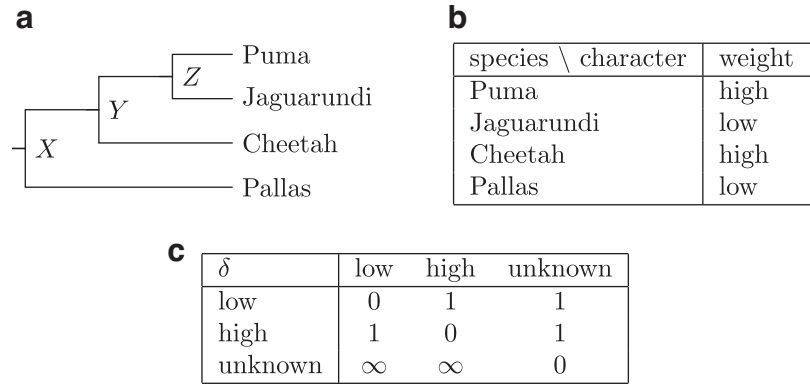 a
Puma
Z
Jaguarundi
Y
Cheetah
X
Pallas
b
species \ character weight
Puma high
Jaguarundi low
Cheetah high
Pallas low
c
δ low high unknown
low 0 1 1
high 1 0 1
unknown ∞ ∞ 0